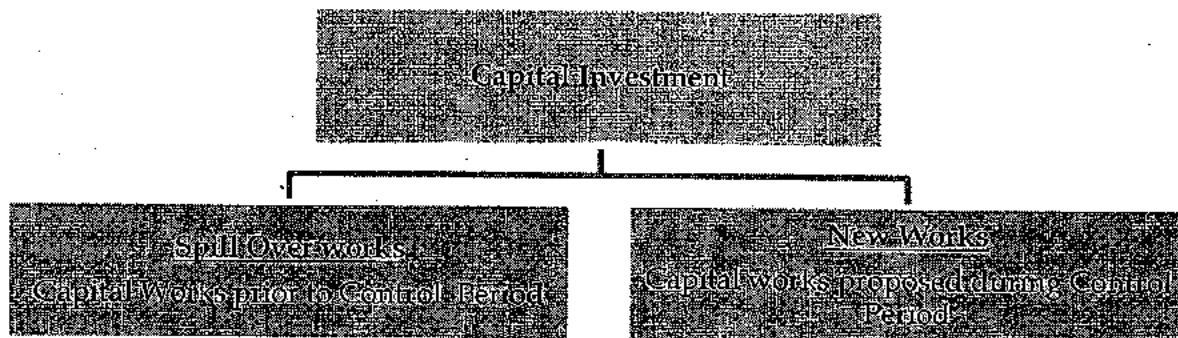 Capital Investment
Spill Over works
Capital Works prior to Control Period
New Works
Capital works proposed during Control
Period